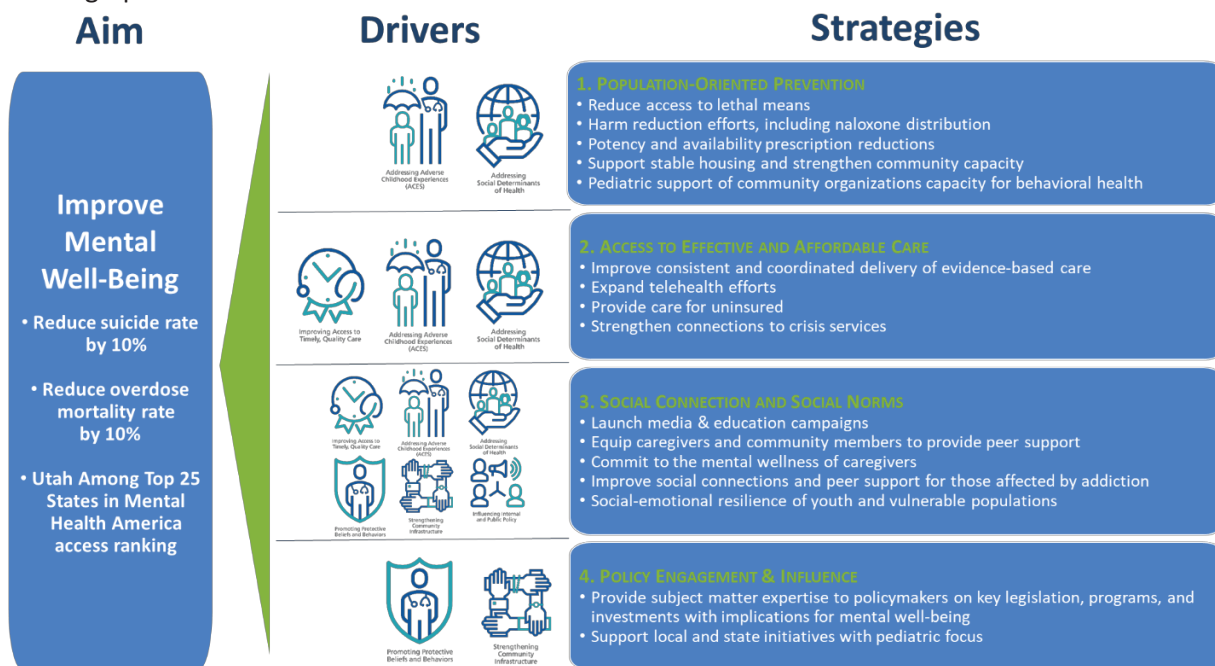 Aim
Drivers
Strategies
Improve
Mental
Well-Being
• Reduce suicide rate
by 10%
• Reduce overdose
mortality rate
by 10%
• Utah Among Top 25
States in Mental
Health America
access ranking
Addressing Adverse
Childhood Experiences
(ACES)
Addressing
Social Determinants
of Health
1. Population-Oriented Prevention
• Reduce access to lethal means
• Harm reduction efforts, including naloxone distribution
• Potency and availability prescription reductions
• Support stable housing and strengthen community capacity
• Pediatric support of community organizations capacity for behavioral health
Improving Access to
Timely, Quality Care
Addressing Adverse
Childhood Experiences
(ACES)
Addressing
Social Determinants
of Health
2. Access to Effective and Affordable Care
• Improve consistent and coordinated delivery of evidence-based care
• Expand telehealth efforts
• Provide care for uninsured
• Strengthen connections to crisis services
Improving Access to
Timely, Quality Care
Addressing Adverse
Childhood Experiences
(ACES)
Addressing
Social Determinants
of Health
Promoting Protective
Beliefs and Behaviors
Strengthening
Community
Infrastructure
Influencing Internal
and Public Policy
3. Social Connection and Social Norms
• Launch media & education campaigns
• Equip caregivers and community members to provide peer support
• Commit to the mental wellness of caregivers
• Improve social connections and peer support for those affected by addiction
• Social-emotional resilience of youth and vulnerable populations
Promoting Protective
Beliefs and Behaviors
Strengthening
Community
Infrastructure
4. Policy Engagement & Influence
• Provide subject matter expertise to policymakers on key legislation, programs, and
investments with implications for mental well-being
• Support local and state initiatives with pediatric focus